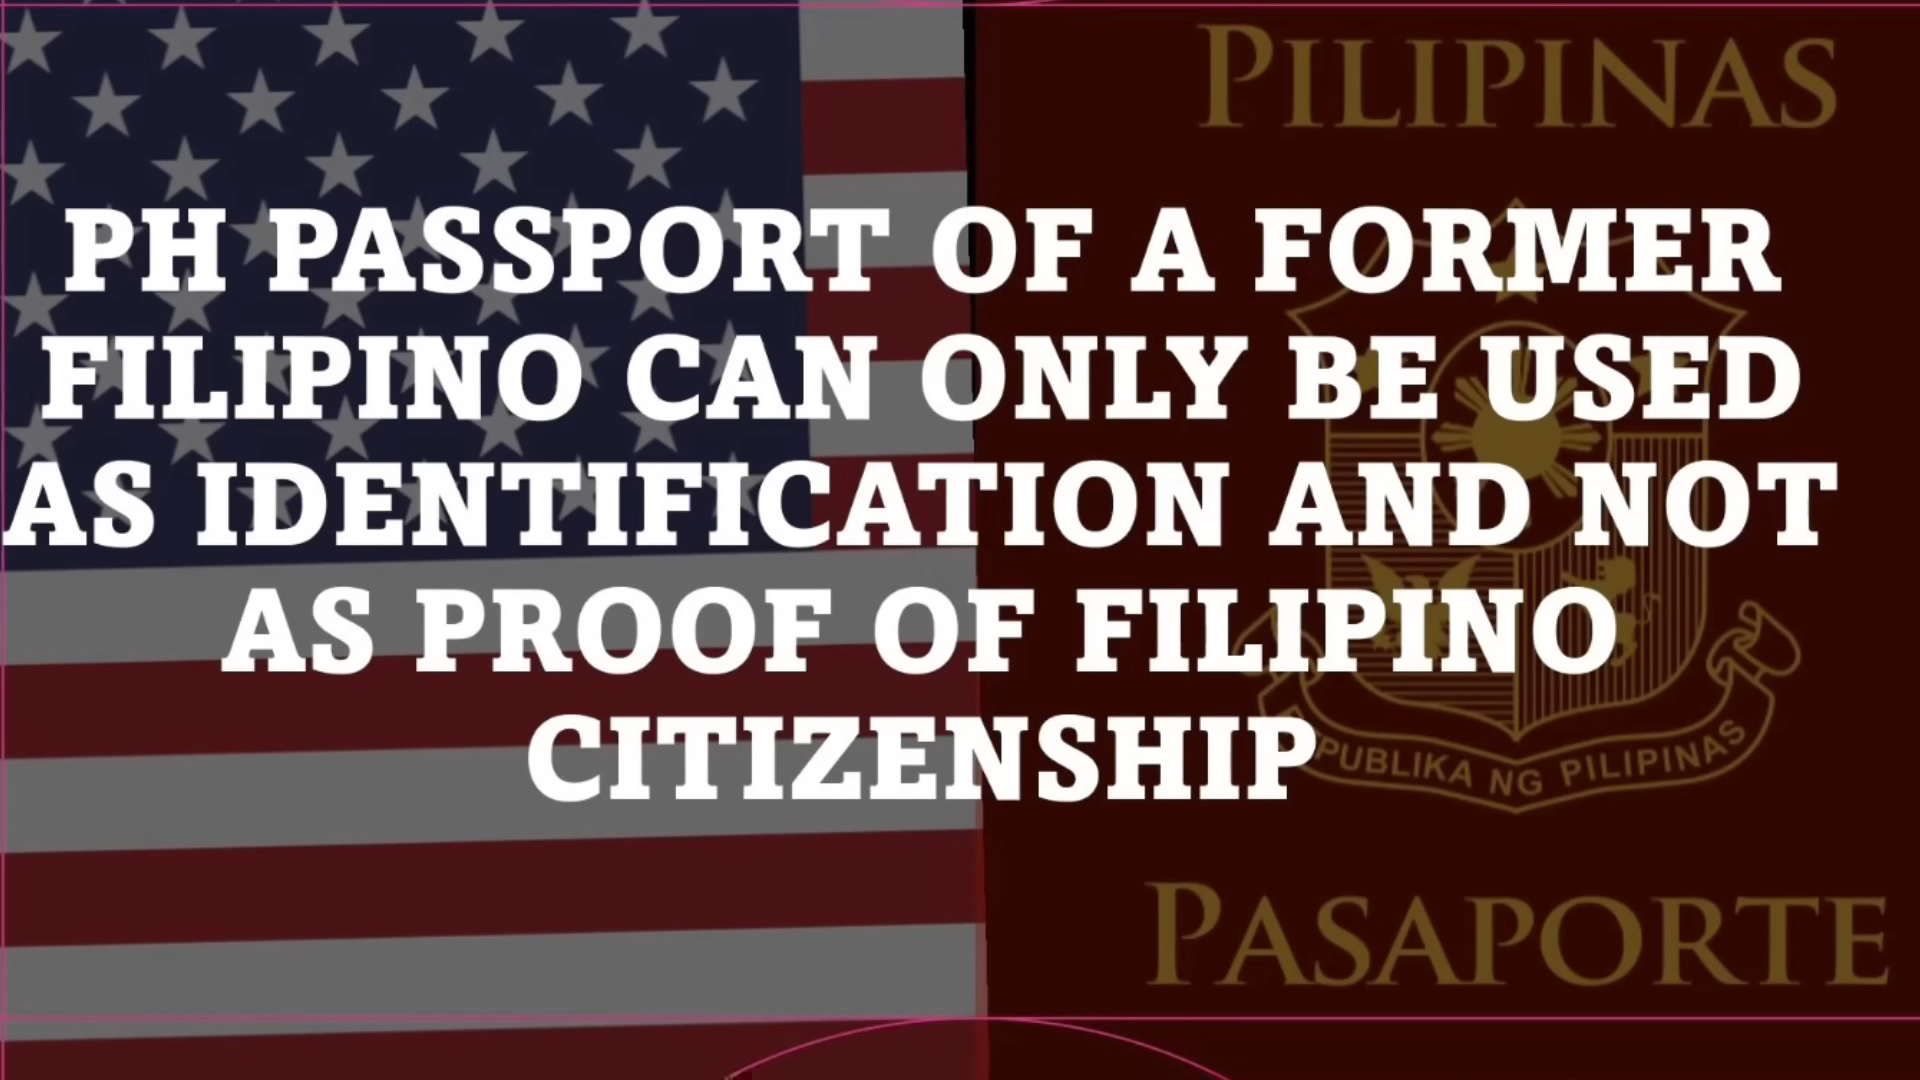 PILIPINAS
PH PASSPORT OF A FORMER
FILIPINO CAN ONLY BE USED
AS IDENTIFICATION AND NOT
AS PROOF OF FILIPINO
CITIZENSHIP
PUBLIKA NG PILIPINAS
PASAPORTE